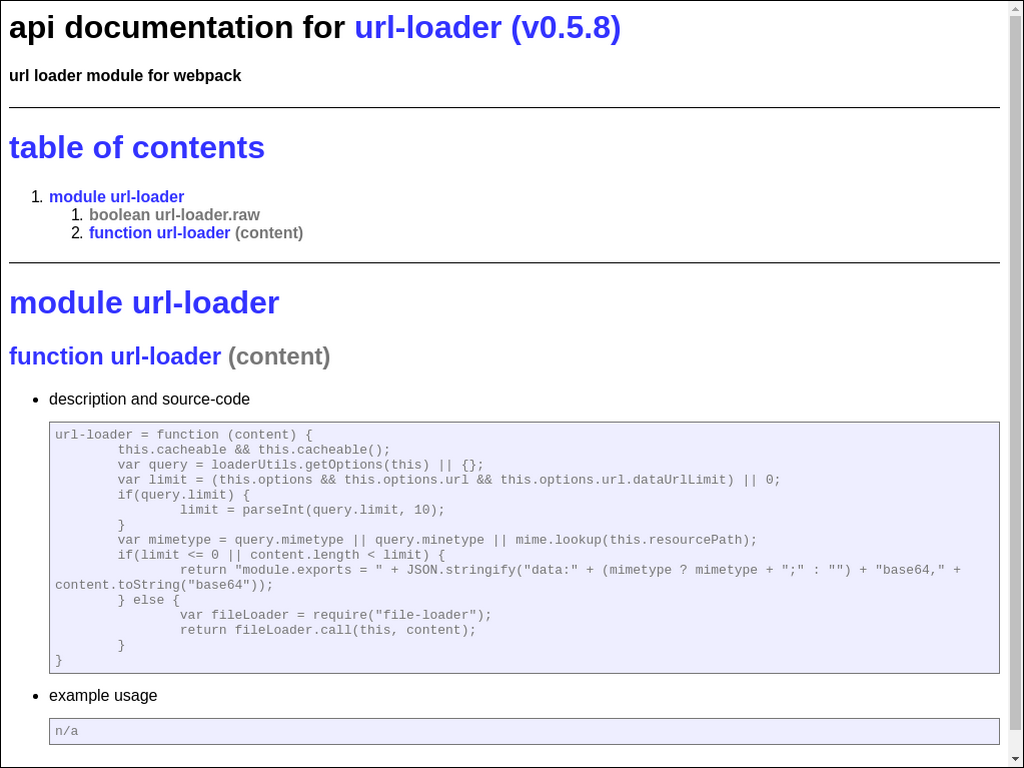 api documentation for url-loader (v0.5.8)
url loader module for webpack
table of contents
1. module url-loader
1. boolean url-loader.raw
2. function url-loader (content)
module url-loader
function url-loader (content)
• description and source-code
url-loader = function (content) {
        this.cacheable && this.cacheable();
        var query = loaderUtils.getOptions(this) || {};
        var limit = (this.options && this.options.url && this.options.url.dataUrlLimit) || 0;
        if(query.limit) {
                limit = parseInt(query.limit, 10);
        }
        var mimetype = query.mimetype || query.minetype || mime.lookup(this.resourcePath);
        if(limit <= 0 || content.length < limit) {
                return "module.exports = " + JSON.stringify("data:" + (mimetype ? mimetype + ";" : "") + "base64," +
content.toString("base64"));
        } else {
                var fileLoader = require("file-loader");
                return fileLoader.call(this, content);
        }
}
• example usage
n/a